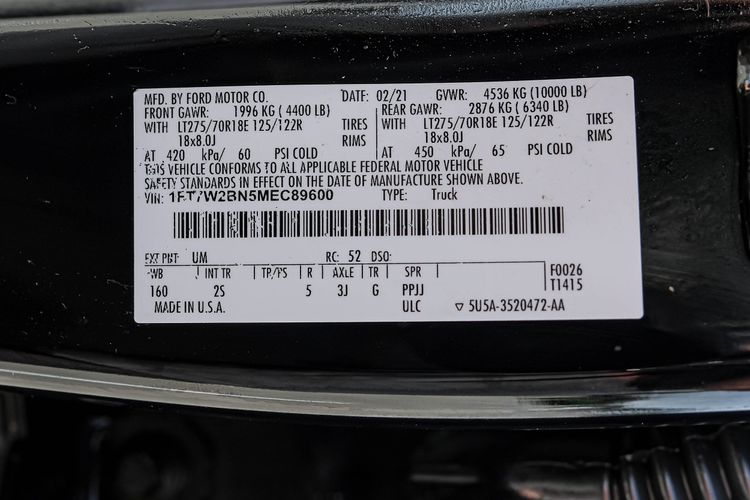 MFD. BY FORD MOTOR CO. DATE: 02/21 GVWR: 4536 KG (10000 LB)
FRONT GAWR: 1996 KG ( 4400 LB) REAR GAWR: 2876 KG ( 6340 LB)
WITH LT275/70R18E 125/122R TIRES WITH LT275/70R18E 125/122R TIRES
18x8.0J RIMS 18x8.0J RIMS
AT 420 kPa/ 60 PSI COLD AT 450 kPa/ 65 PSI COLD
THIS VEHICLE CONFORMS TO ALL APPLICABLE FEDERAL MOTOR VEHICLE
SAFETY STANDARDS IN EFFECT ON THE DATE OF MANUFACTURE SHOWN ABOVE.
VIN: 1FT7W2BN5MEC89600 TYPE: Truck
EXT PNT: UM RC: 52 DSO:
WB INT TR TP/PS R AXLE TR SPR F0026
160 2S 5 3J G PPJJ T1415
MADE IN U.S.A. ULC ▽ 5U5A-3520472-AA